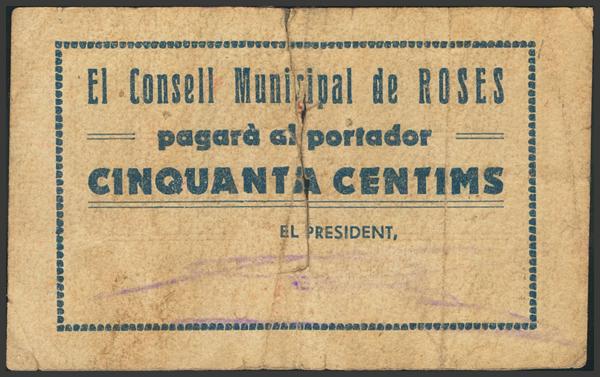 El Consell Municipal de ROSES
pagarà al portador
CINQUANTA CENTIMS
EL PRESIDENT,